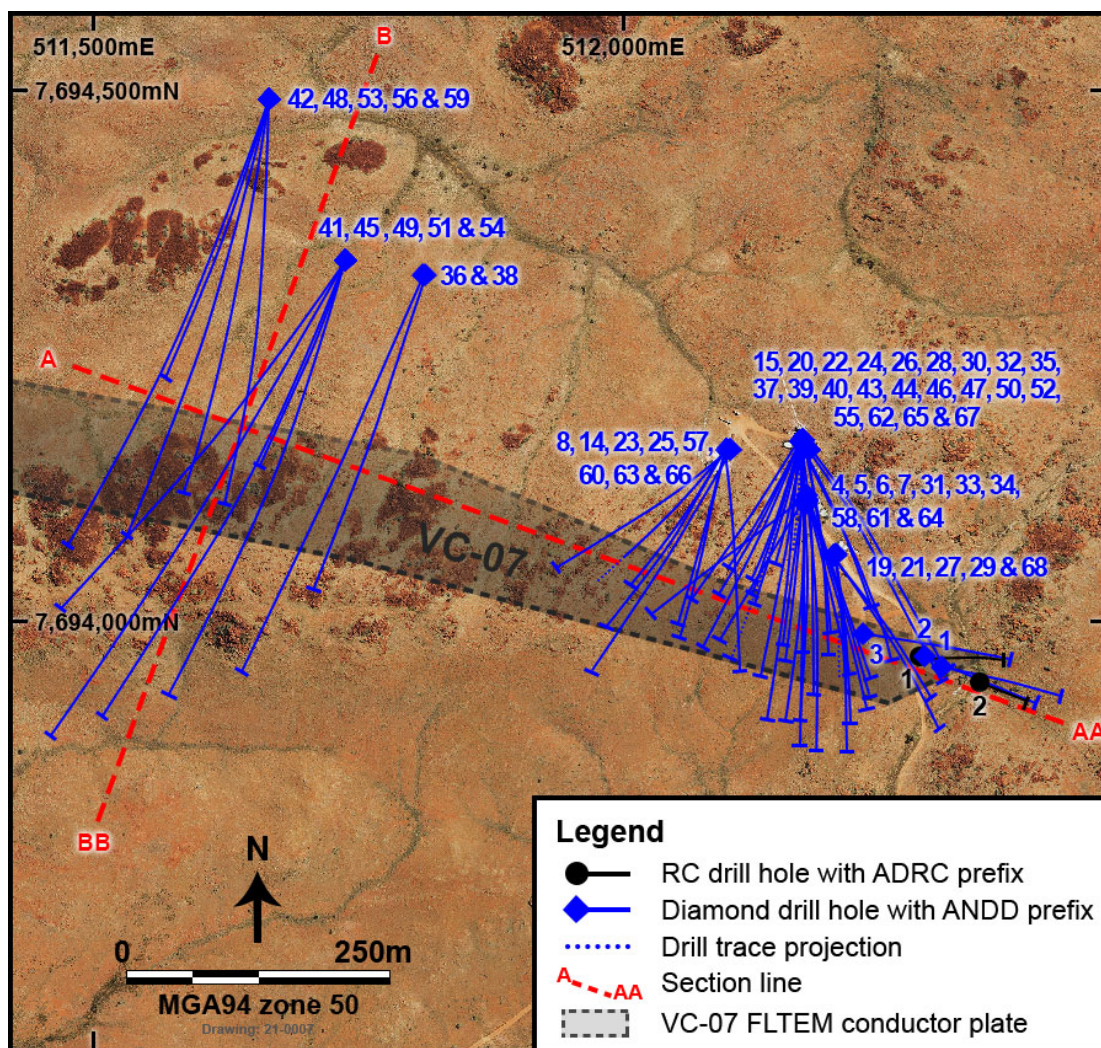 511,500mE
512,000mE
B
7,694,500mN
42, 48, 53, 56 & 59
41, 45, 49, 51 & 54
36 & 38
A
15, 20, 22, 24, 26, 28, 30, 32, 35,
37, 39, 40, 43, 44, 46, 47, 50, 52,
55, 62, 65 & 67
8, 14, 23, 25, 57,
60, 63 & 66
4, 5, 6, 7, 31, 33, 34,
58, 61 & 64
VC-07
19, 21, 27, 29 & 68
7,694,000mN
2
1
3
1
2
AA
BB
N
0 250m
MGA94 zone 50
Drawing: 21-0007
Legend
RC drill hole with ADRC prefix
Diamond drill hole with ANDD prefix
Drill trace projection
A AA Section line
VC-07 FLTEM conductor plate